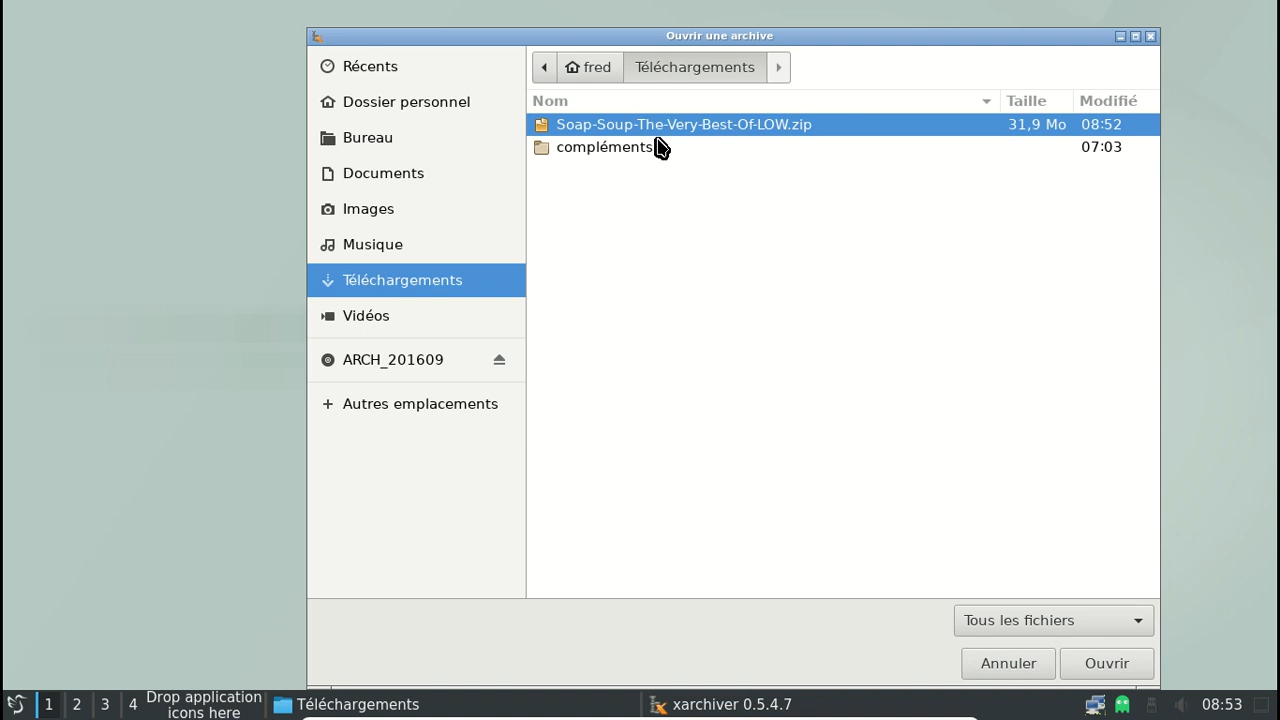 Ouvrir une archive
Récents
Dossier personnel
Bureau
Documents
Images
Musique
Téléchargements
Vidéos
ARCH_201609
Autres emplacements
fred Téléchargements
Nom Taille Modifié
Soap-Soup-The-Very-Best-Of-LOW.zip 31,9 Mo 08:52
compléments 07:03
Tous les fichiers
Annuler Ouvrir
1 2 3 4 Drop application icons here Téléchargements xarchiver 0.5.4.7 08:53